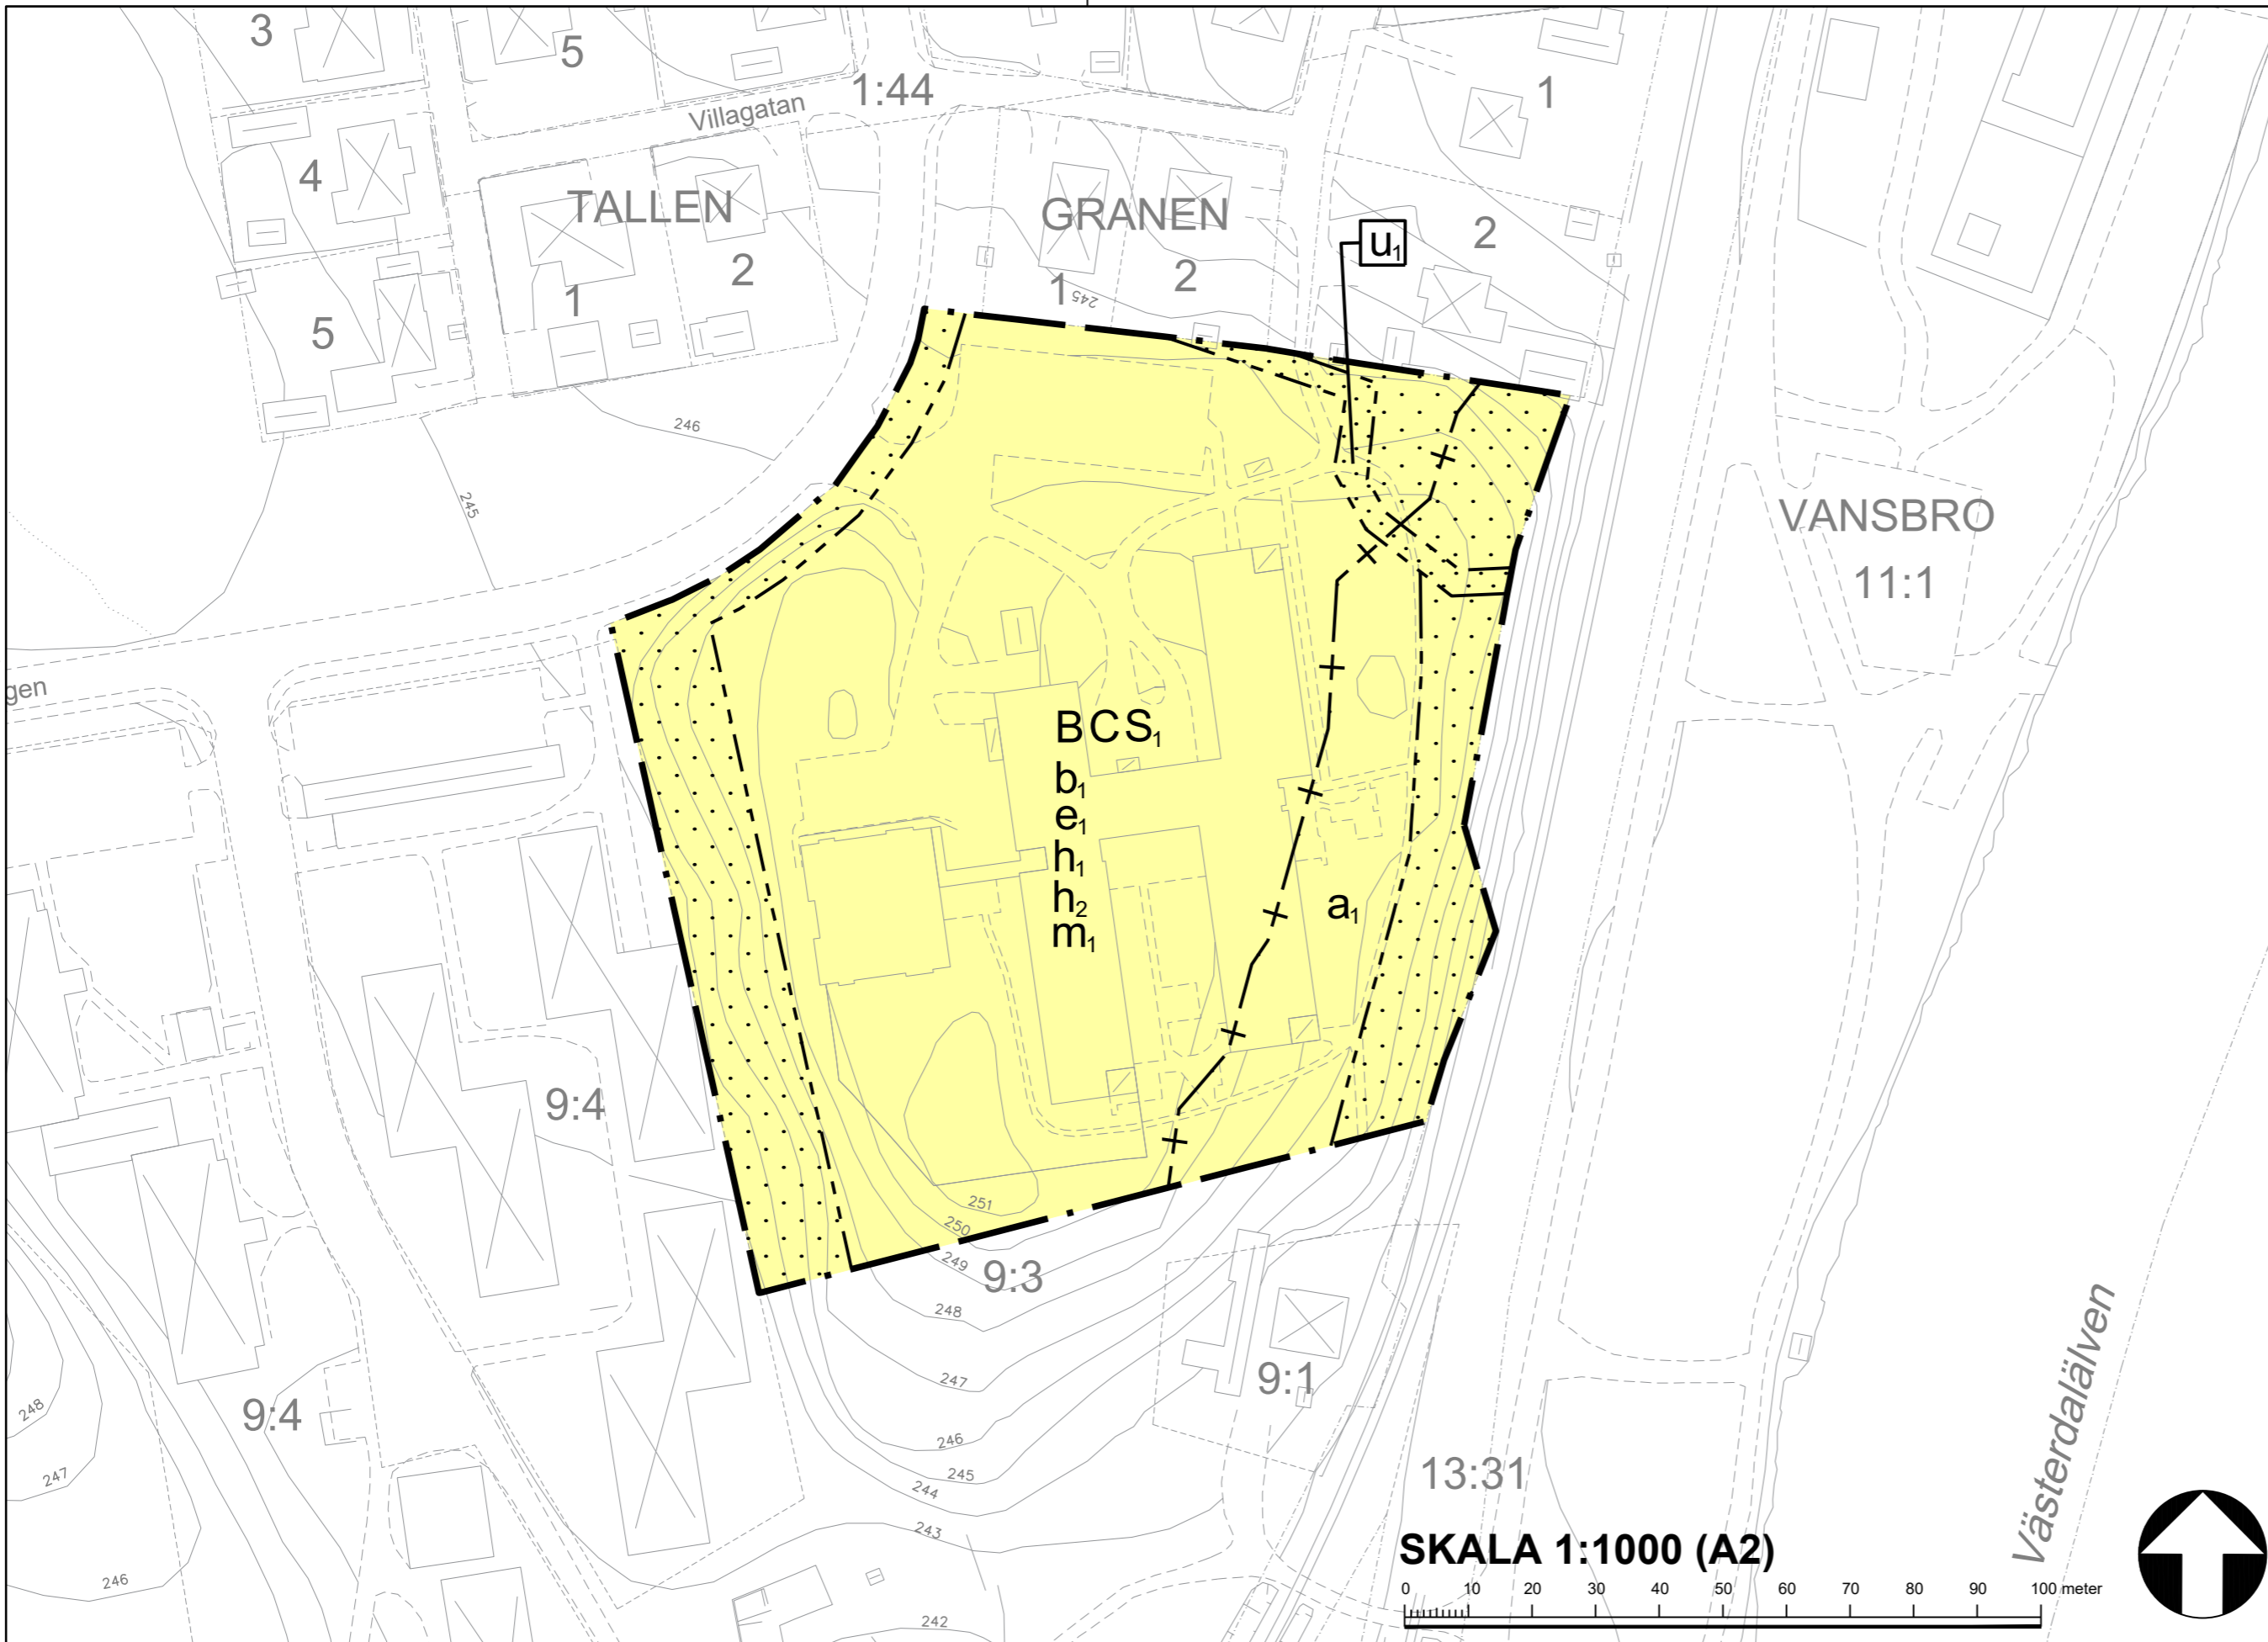 3
5
1:44
1
Villagatan
4
TALLEN
GRANEN
2
u₁
2
1
1
2
5
245
246
245
VANSBRO
11:1
gen
BCS₁
b₁
e₁
h₁
h₂
m₁
a₁
9:4
251
250
249
9:3
248
247
9:1
248
9:4
247
246
245
244
243
246
242
13:31
Västerdalälven
SKALA 1:1000 (A2)
0 10 20 30 40 50 60 70 80 90 100 meter